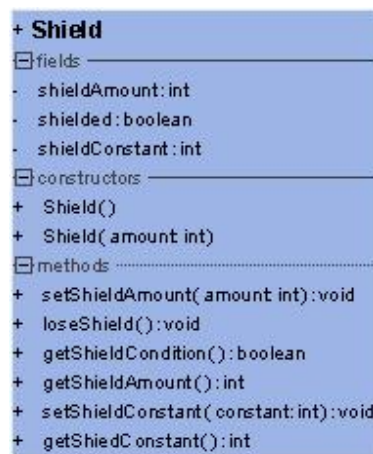 + Shield
fields
- shieldAmount:int
- shielded:boolean
- shieldConstant:int
constructors
+ Shield()
+ Shield( amount:int)
methods
+ setShieldAmount( amount:int):void
+ loseShield():void
+ getShieldCondition():boolean
+ getShieldAmount():int
+ setShieldConstant( constant:int):void
+ getShiedConstant():int